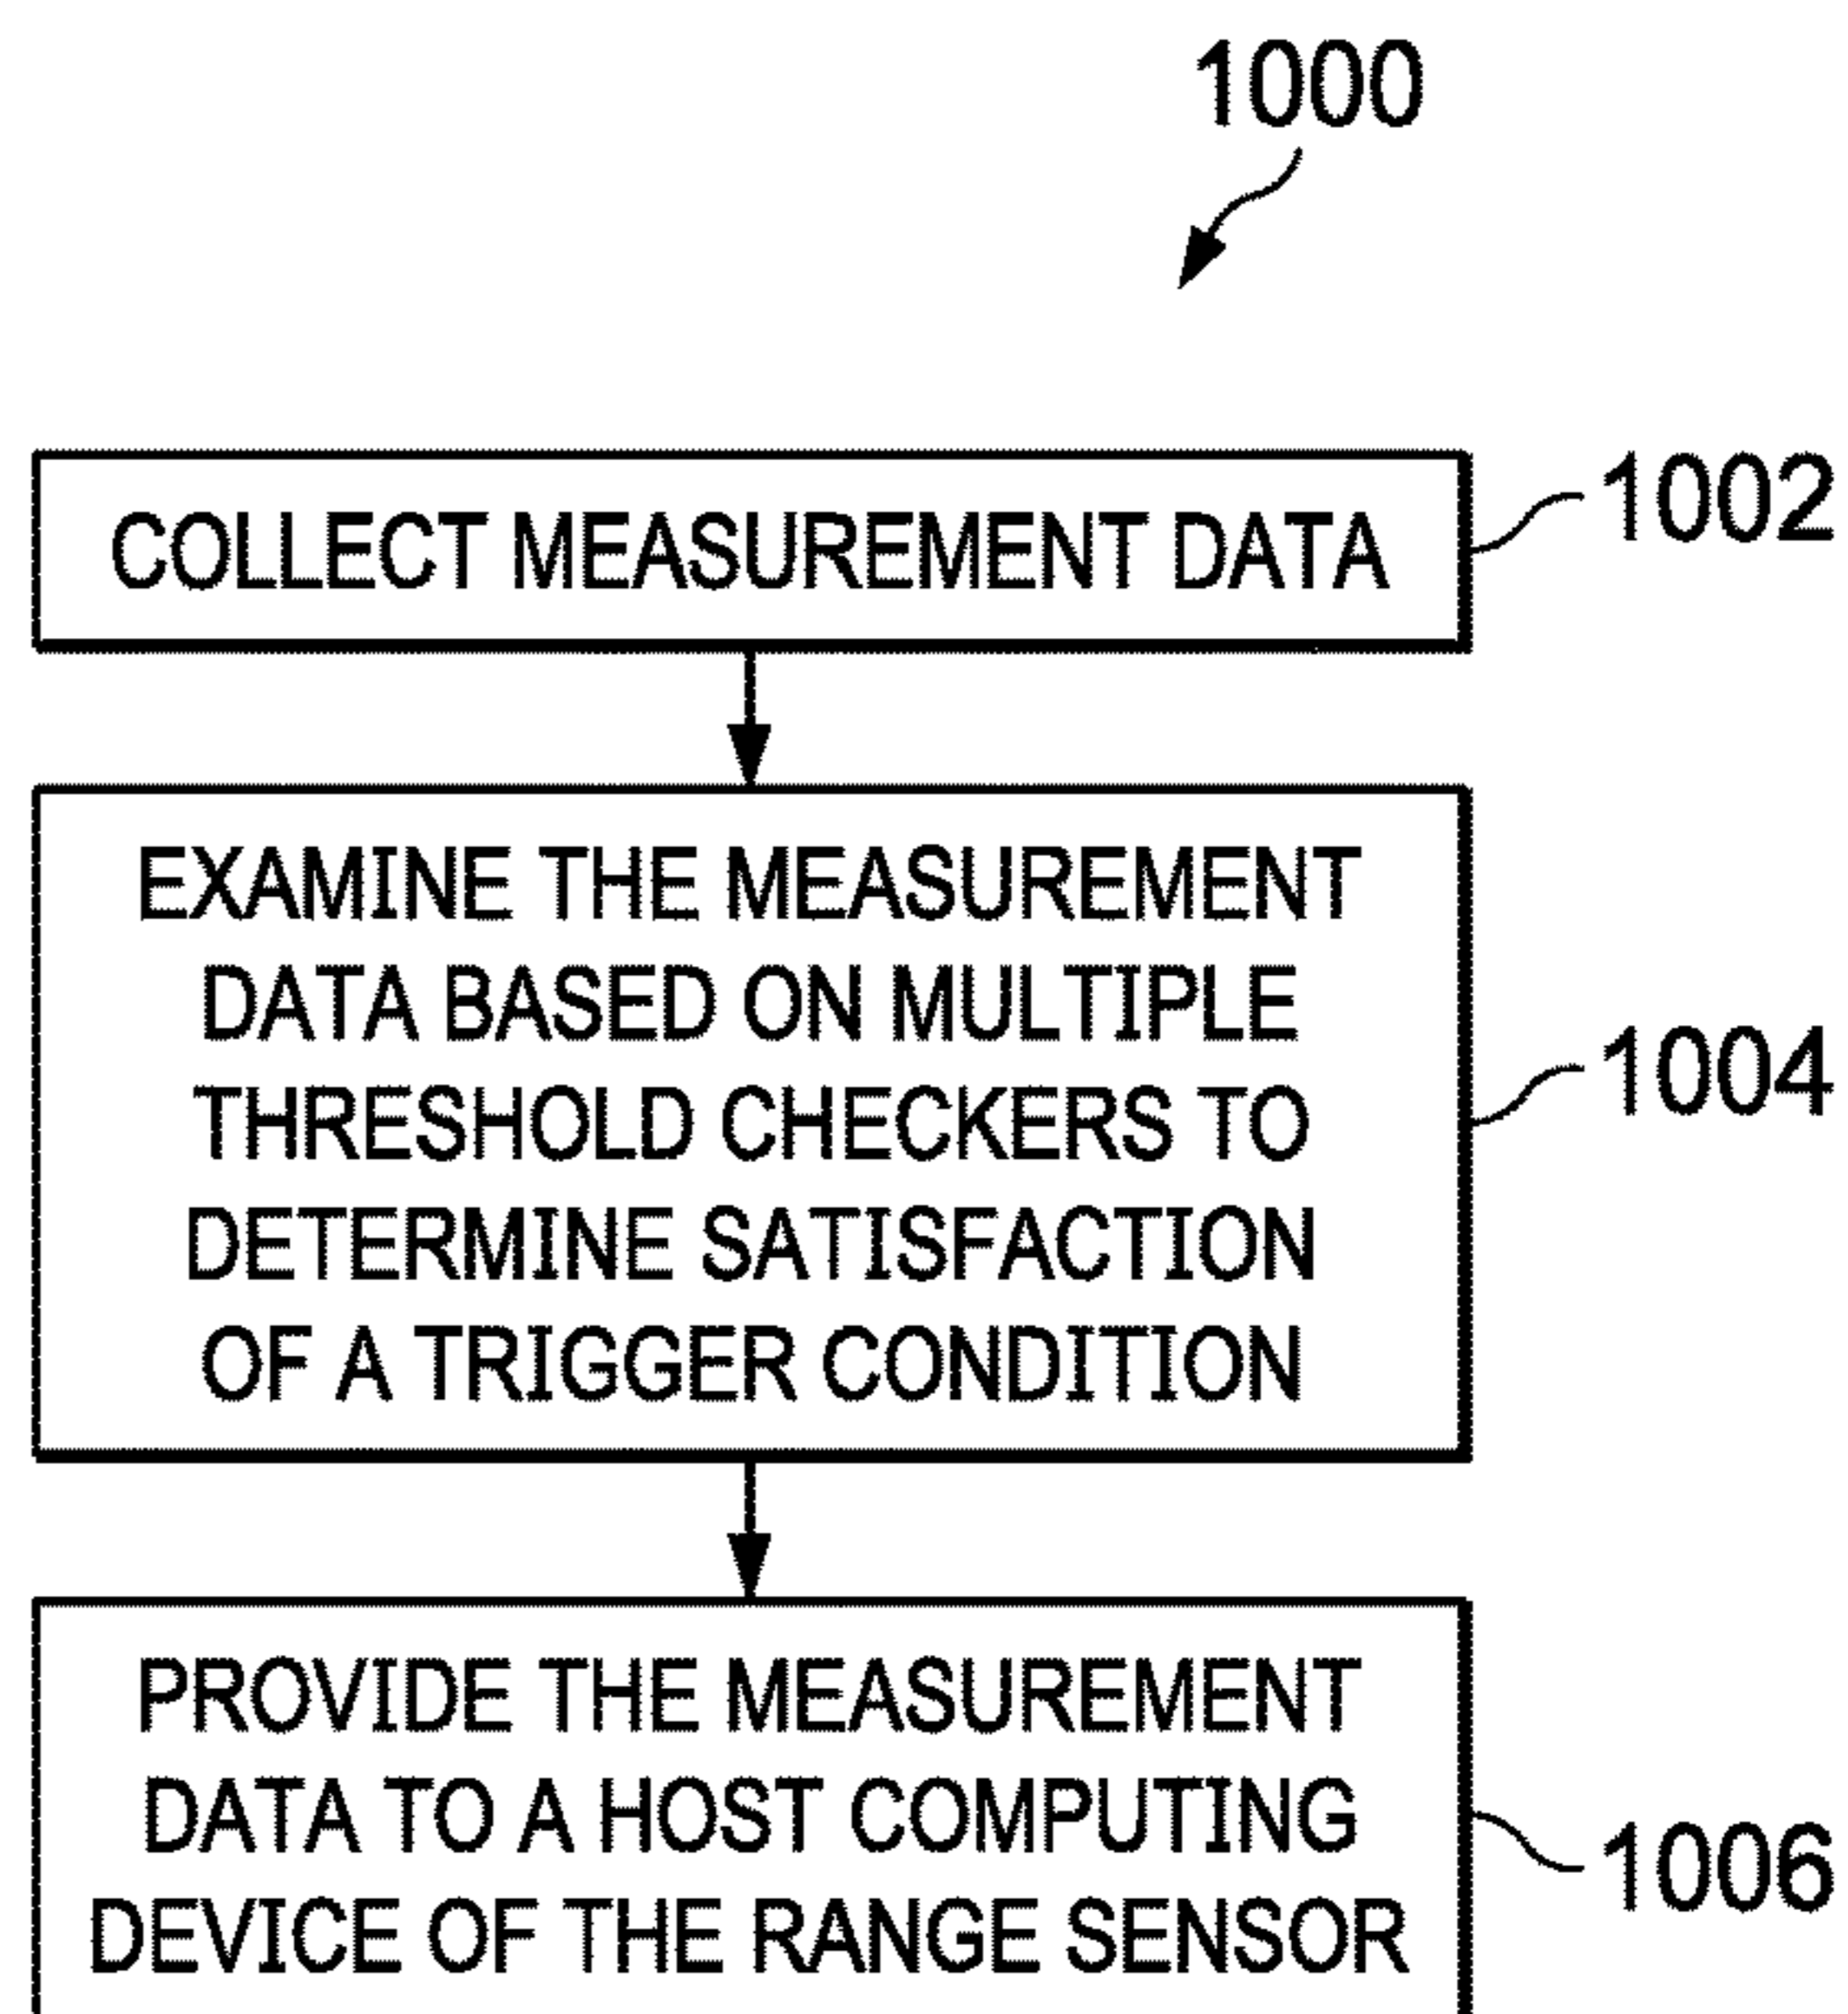 1000
COLLECT MEASUREMENT DATA
1002
EXAMINE THE MEASUREMENT
DATA BASED ON MULTIPLE
THRESHOLD CHECKERS TO
DETERMINE SATISFACTION
OF A TRIGGER CONDITION
1004
PROVIDE THE MEASUREMENT
DATA TO A HOST COMPUTING
DEVICE OF THE RANGE SENSOR
1006